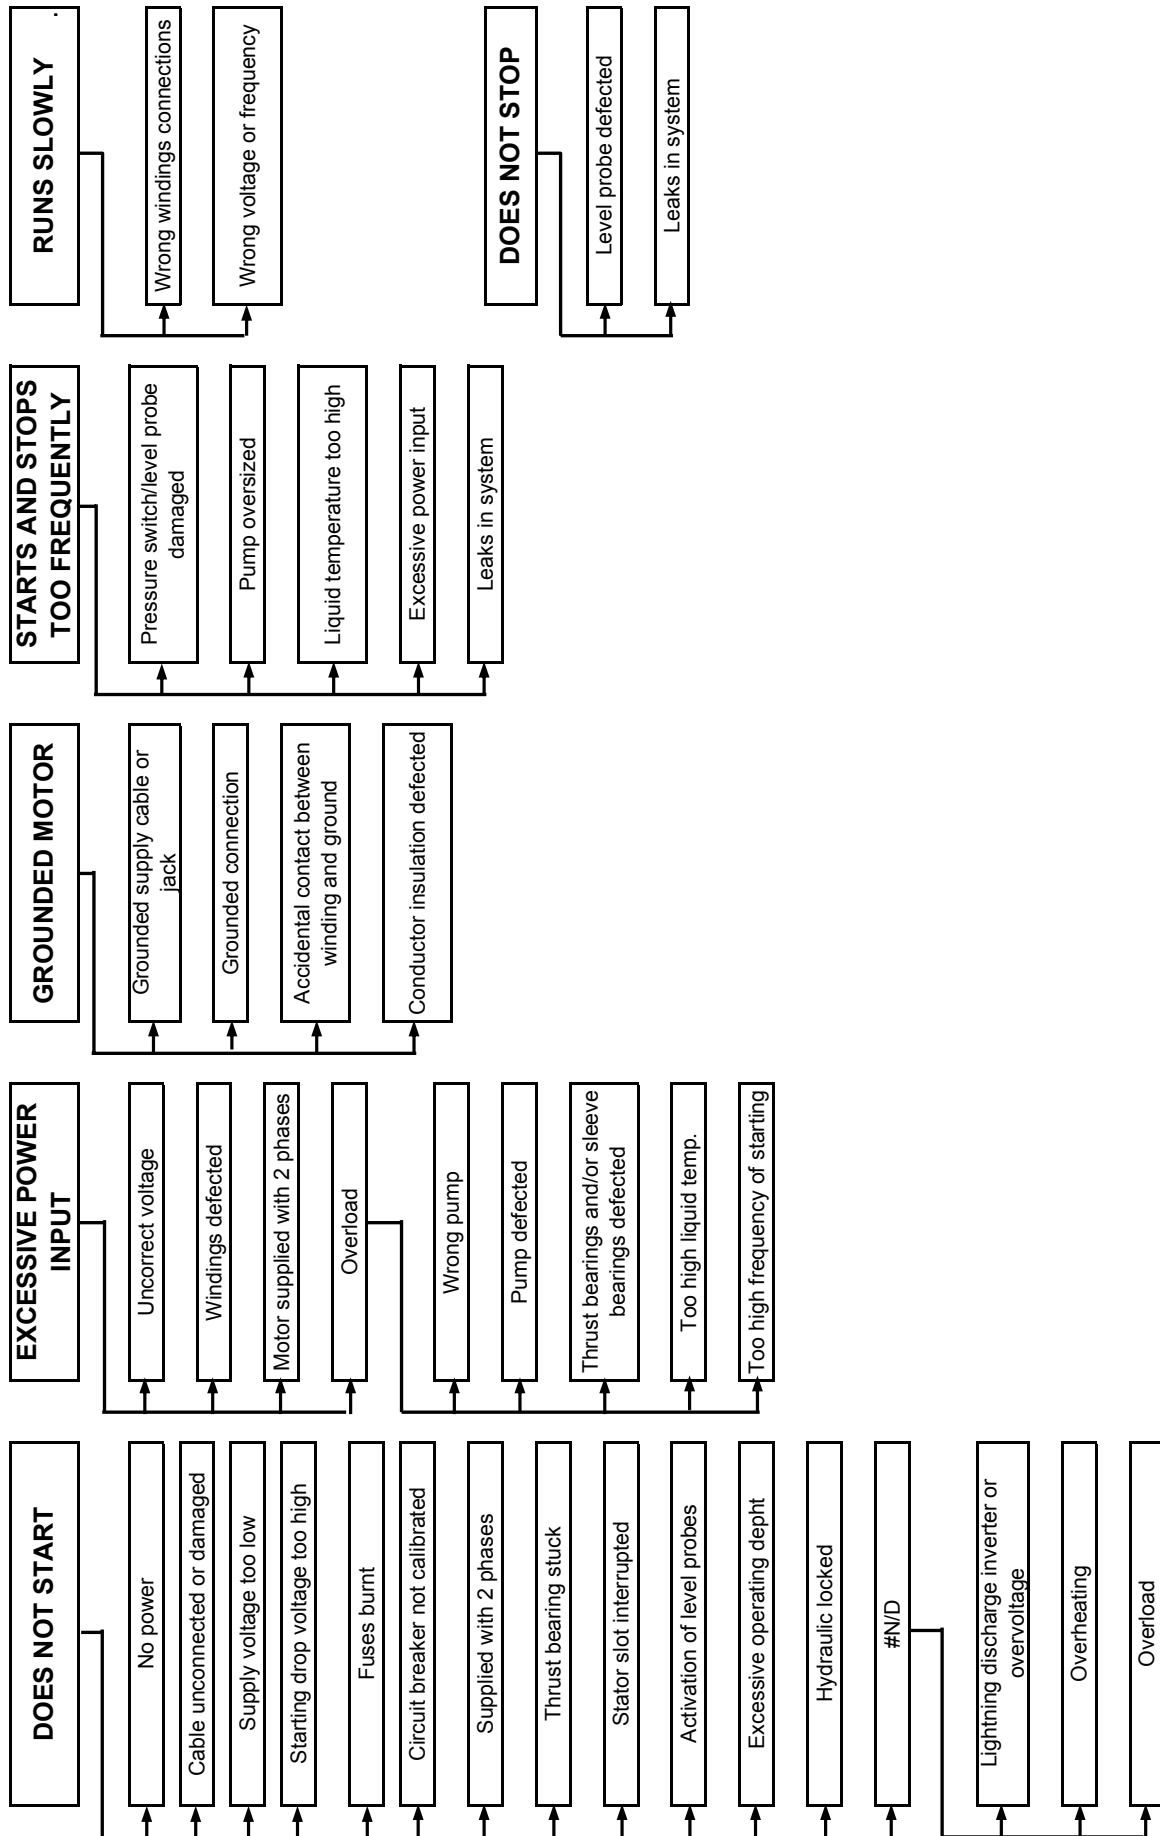 DOES NOT START
No power
Cable unconnected or damaged
Supply voltage too low
Starting drop voltage too high
Fuses burnt
Circuit breaker not calibrated
Supplied with 2 phases
Thrust bearing stuck
Stator slot interrupted
Activation of level probes
Excessive operating depht
Hydraulic locked
#N/D
Lightning discharge inverter or
overvoltage
Overheating
Overload
EXCESSIVE POWER
INPUT
Uncorrect voltage
Windings defected
Motor supplied with 2 phases
Overload
Wrong pump
Pump defected
Thrust bearings and/or sleeve
bearings defected
Too high liquid temp.
Too high frequency of starting
GROUNDED MOTOR
Grounded supply cable or
jack
Grounded connection
Accidental contact between
winding and ground
Conductor insulation defected
STARTS AND STOPS
TOO FREQUENTLY
Pressure switch/level probe
damaged
Pump oversized
Liquid temperature too high
Excessive power input
Leaks in system
RUNS SLOWLY
.
Wrong windings connections
Wrong voltage or frequency
DOES NOT STOP
Level probe defected
Leaks in system